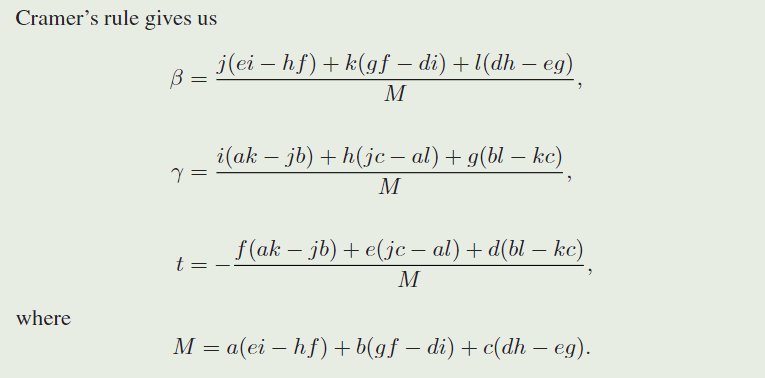 Cramer's rule gives us
β = j(ei − hf) + k(gf − di) + l(dh − eg) / M,
γ = i(ak − jb) + h(jc − al) + g(bl − kc) / M,
t = − f(ak − jb) + e(jc − al) + d(bl − kc) / M,
where
M = a(ei − hf) + b(gf − di) + c(dh − eg).